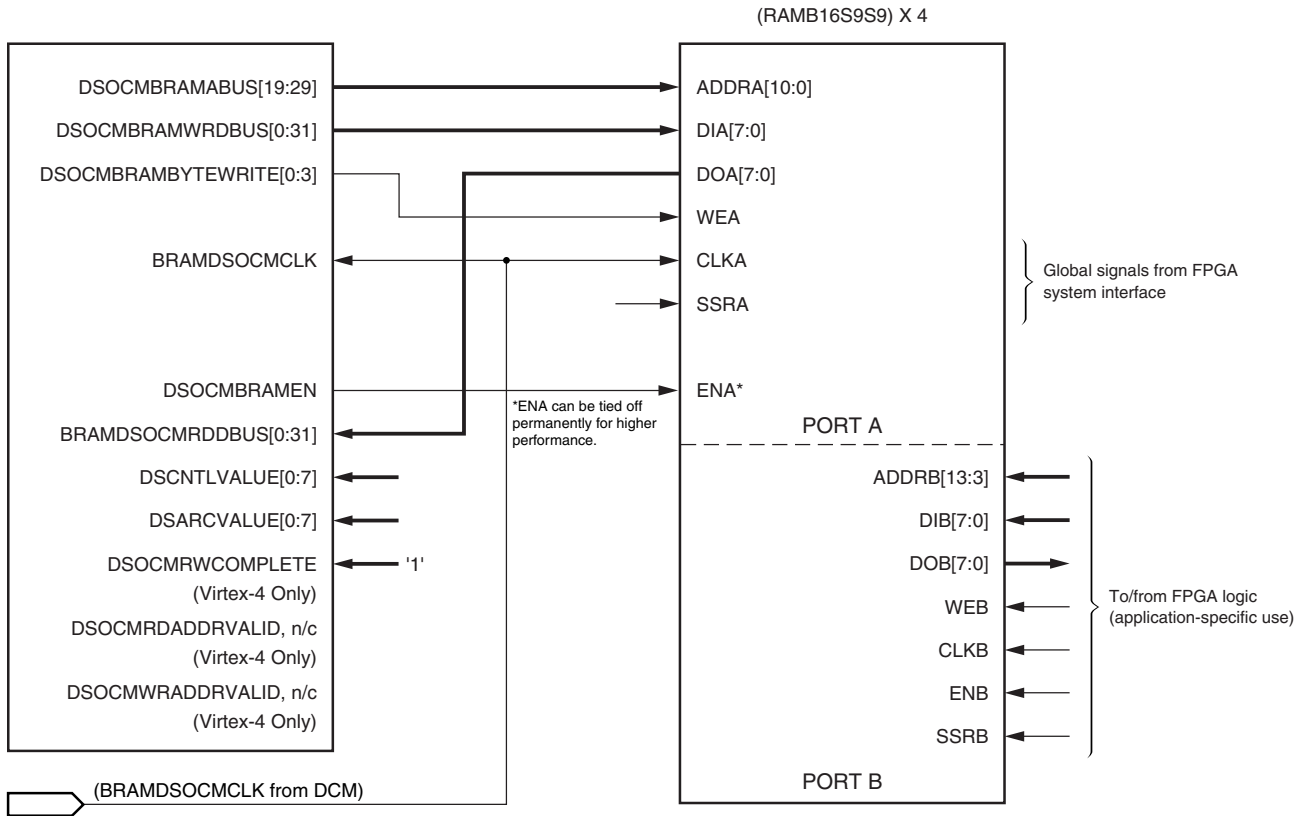 (RAMB16S9S9) X 4
DSOCMBRAMABUS[19:29]
DSOCMBRAMWRDBUS[0:31]
DSOCMBRAMBYTEWRITE[0:3]
BRAMDSOCMCLK
DSOCMBRAMEN
BRAMDSOCMRDDBUS[0:31]
DSCNTLVALUE[0:7]
DSARCVALUE[0:7]
DSOCMRWCOMPLETE
(Virtex-4 Only)
DSOCMRDADDRVALID, n/c
(Virtex-4 Only)
DSOCMWRADDRVALID, n/c
(Virtex-4 Only)
'1'
(BRAMDSOCMCLK from DCM)
*ENA can be tied off
permanently for higher
performance.
ADDRA[10:0]
DIA[7:0]
DOA[7:0]
WEA
CLKA
SSRA
ENA*
PORT A
ADDRB[13:3]
DIB[7:0]
DOB[7:0]
WEB
CLKB
ENB
SSRB
PORT B
Global signals from FPGA
system interface
To/from FPGA logic
(application-specific use)